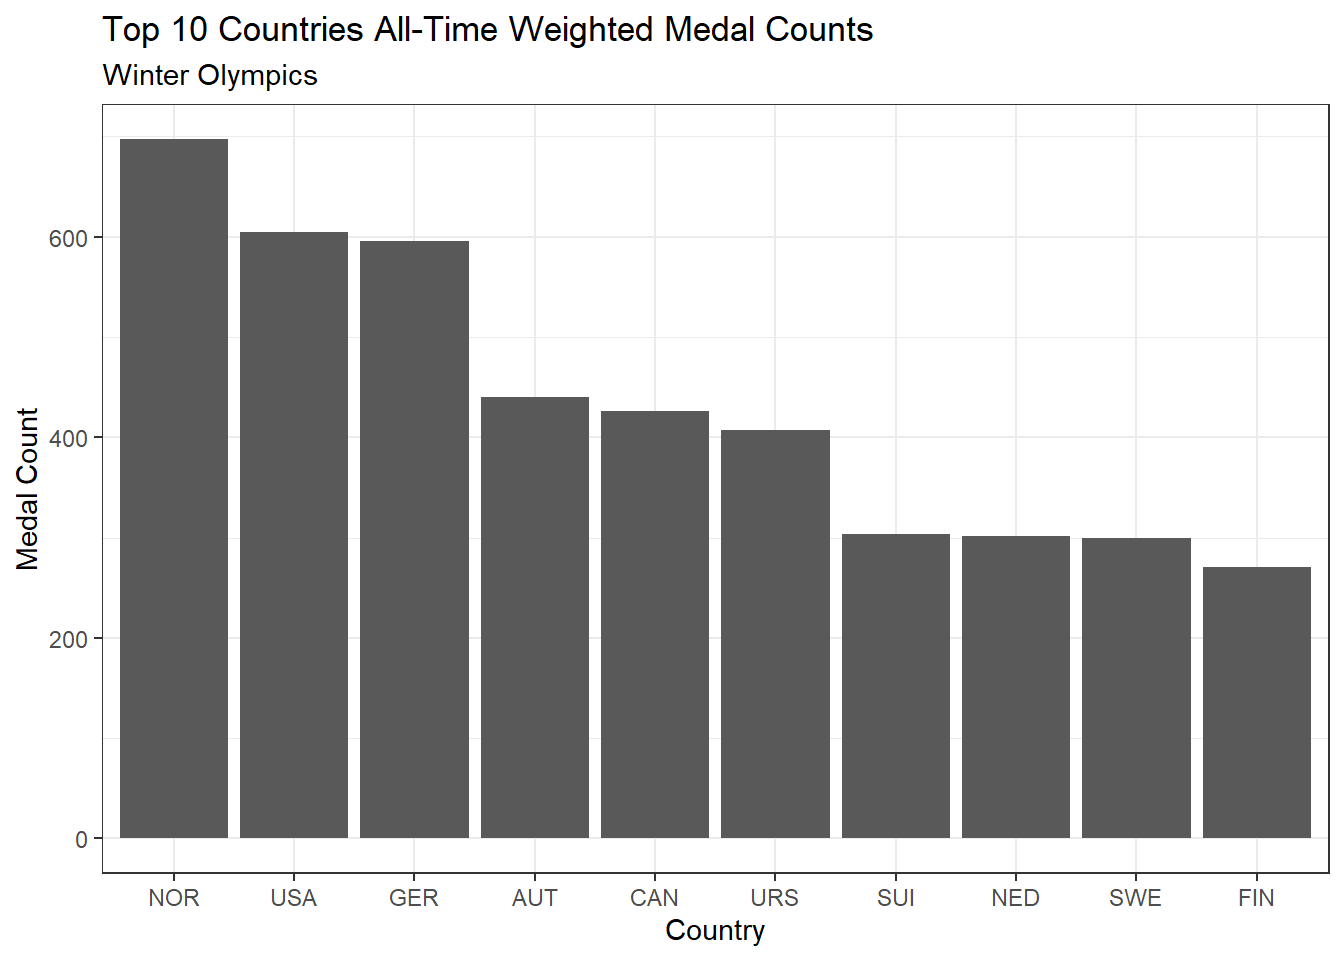 Top 10 Countries All-Time Weighted Medal Counts
Winter Olympics
Medal Count
600
400
200
0
NOR USA GER AUT CAN URS SUI NED SWE FIN
Country